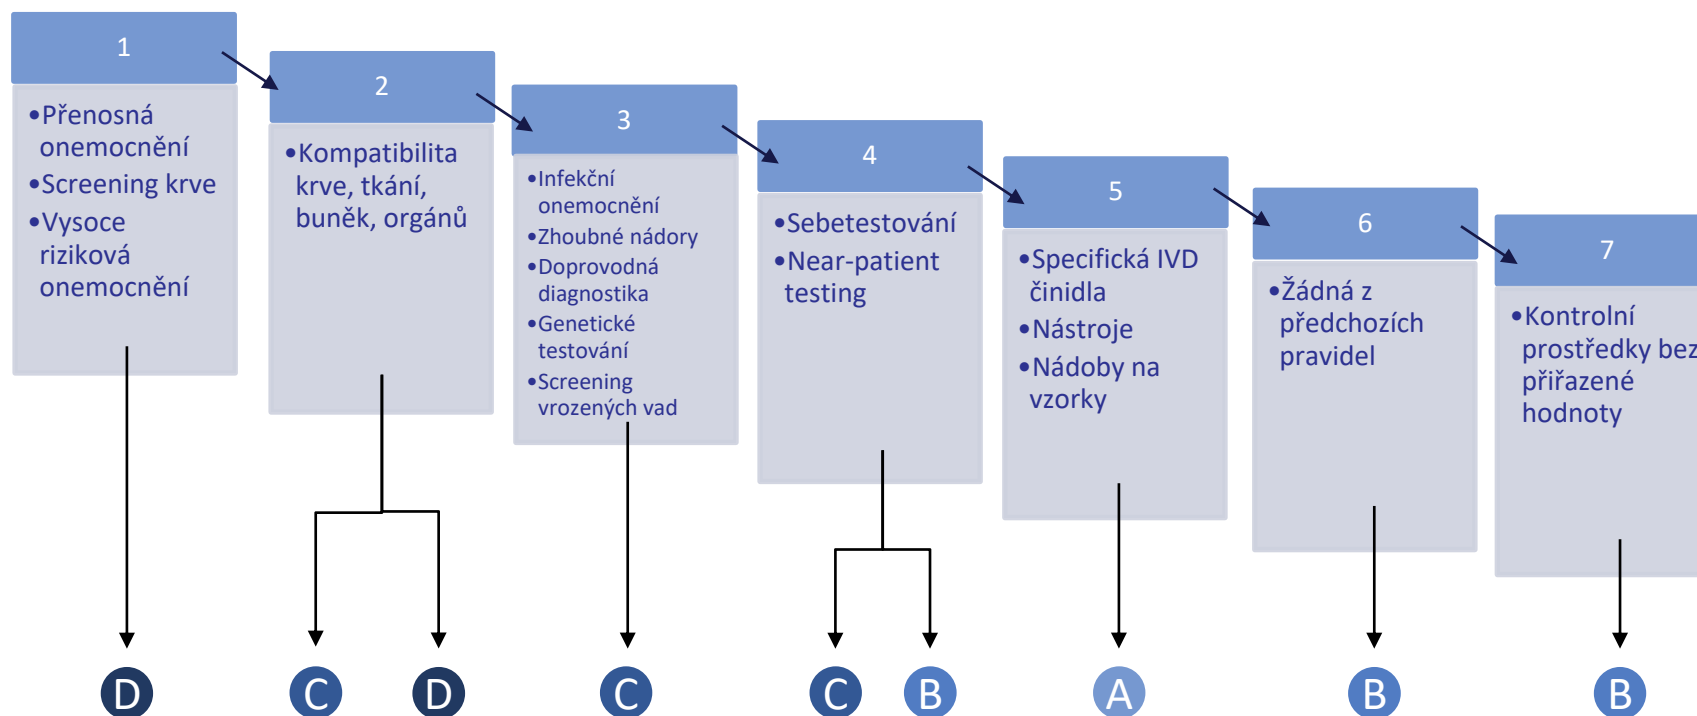 1
•Přenosná
onemocnění
•Screening krve
•Vysoce
riziková
onemocnění
2
•Kompatibilita
krve, tkání,
buněk, orgánů
3
•Infekční
onemocnění
•Zhoubné nádory
•Doprovodná
diagnostika
•Genetické
testování
•Screening
vrozených vad
4
•Sebetestování
•Near-patient
testing
5
•Specifická IVD
činidla
•Nástroje
•Nádoby na
vzorky
6
•Žádná z
předchozích
pravidel
7
•Kontrolní
prostředky bez
přiřazené
hodnoty
D
C
D
C
C
B
A
B
B